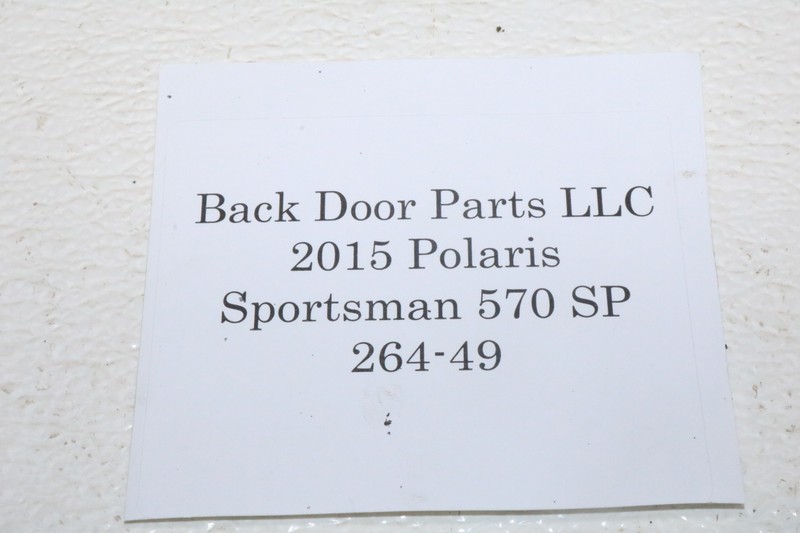 Back Door Parts LLC
2015 Polaris
Sportsman 570 SP
264-49